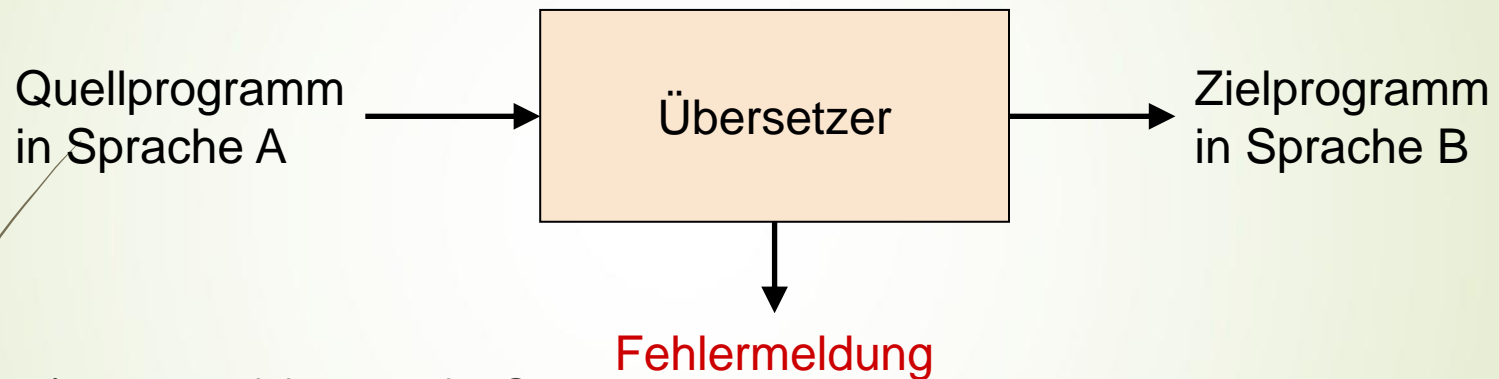 Quellprogramm
in Sprache A
Übersetzer
Zielprogramm
in Sprache B
Fehlermeldung